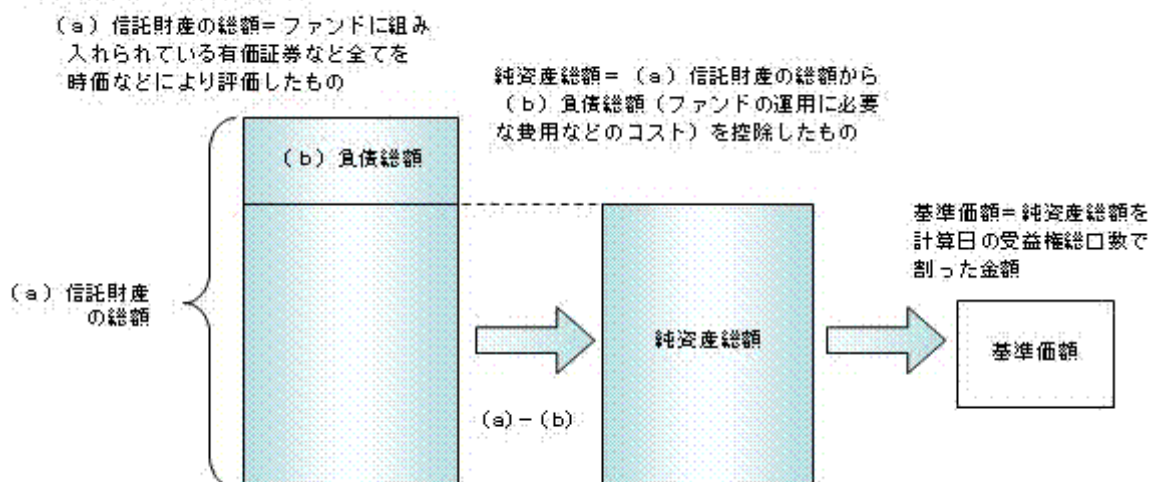 (a)信託財産の総額=ファンドに組み
入れられている有価証券など全てを
時価などにより評価したもの
純資産総額=(a)信託財産の総額から
(b)負債総額(ファンドの運用に必要
な費用などのコスト)を控除したもの
(b)負債総額
基準価額=純資産総額を
計算日の受益権総口数で
割った金額
(a)信託財産
の総額
純資産総額
基準価額
(a)-(b)